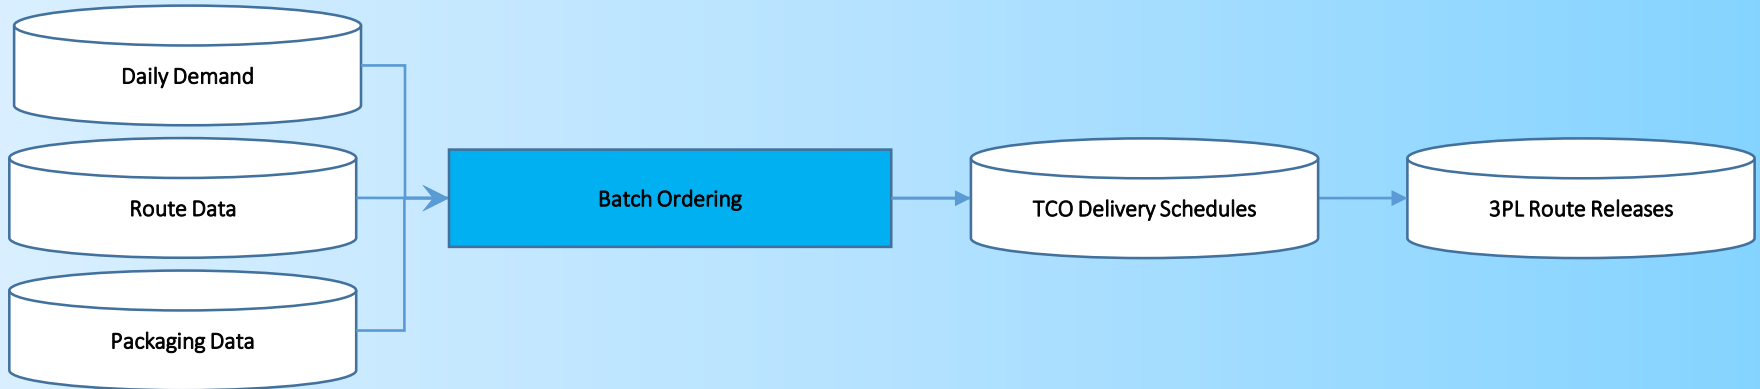 Daily Demand
Route Data
Packaging Data
Batch Ordering
TCO Delivery Schedules
3PL Route Releases